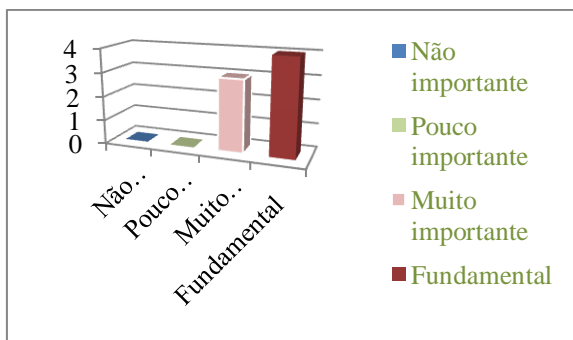 4
3
2
1
0
Não..
Pouco..
Muito..
Fundamental
Não
importante
Pouco
importante
Muito
importante
Fundamental